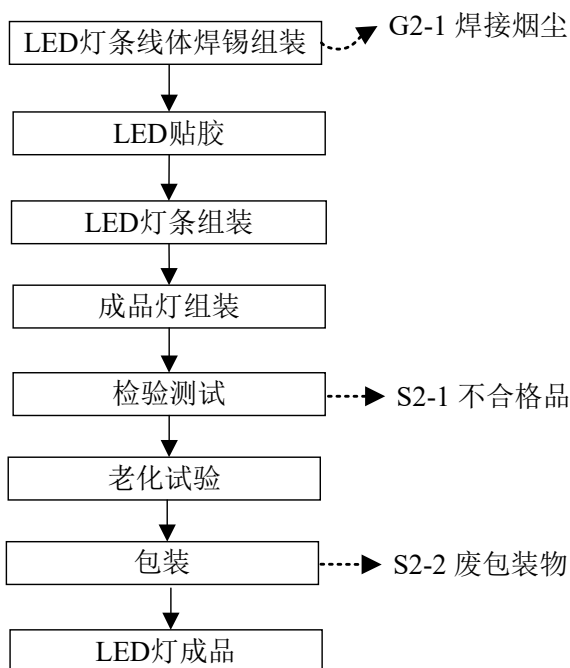 LED灯条线体焊锡组装
G2-1 焊接烟尘
LED贴胶
LED灯条组装
成品灯组装
检验测试
S2-1 不合格品
老化试验
包装
S2-2 废包装物
LED灯成品